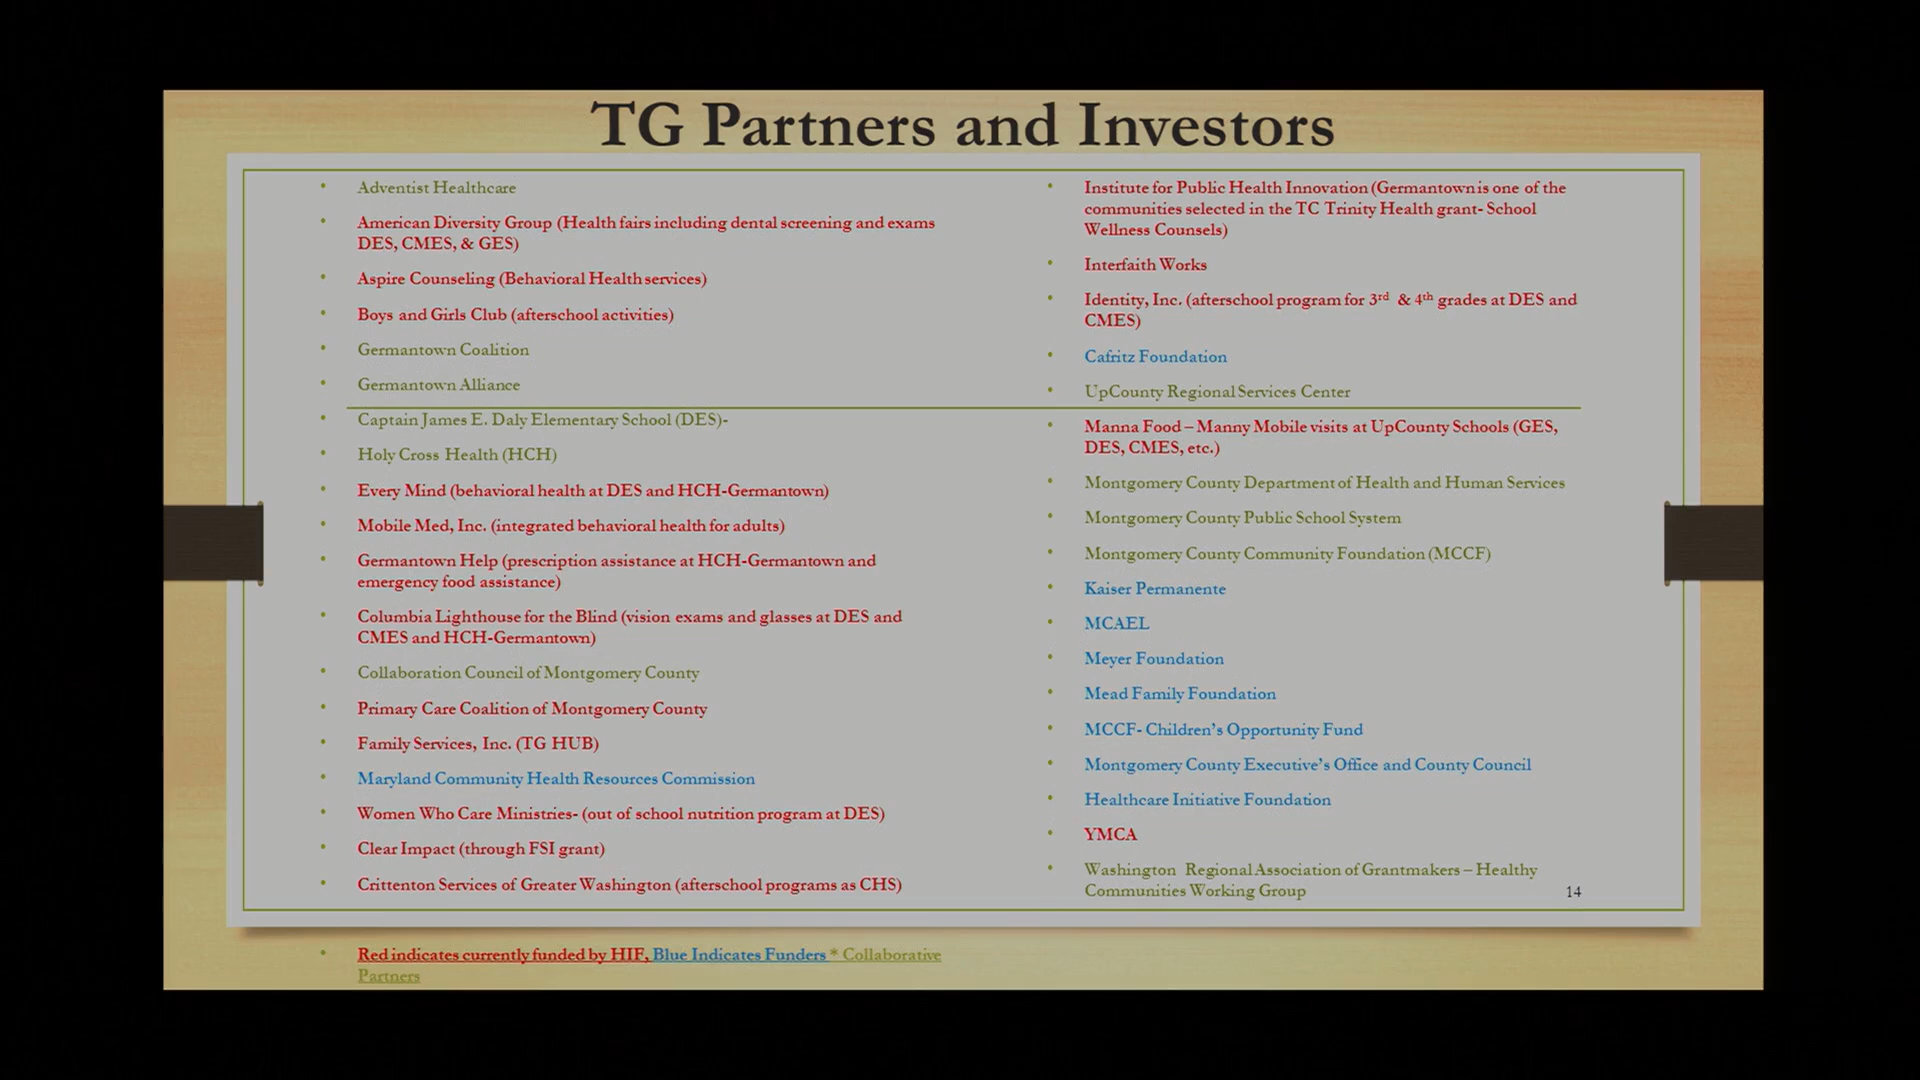 TG Partners and Investors
• Adventist Healthcare
• American Diversity Group (Health fairs including dental screening and exams
DES, CMES, & GES)
• Aspire Counseling (Behavioral Health services)
• Boys and Girls Club (afterschool activities)
• Germantown Coalition
• Germantown Alliance
• Captain James E. Daly Elementary School (DES)-
• Holy Cross Health (HCH)
• Every Mind (behavioral health at DES and HCH-Germantown)
• Mobile Med, Inc. (integrated behavioral health for adults)
• Germantown Help (prescription assistance at HCH-Germantown and
emergency food assistance)
• Columbia Lighthouse for the Blind (vision exams and glasses at DES and
CMES and HCH-Germantown)
• Collaboration Council of Montgomery County
• Primary Care Coalition of Montgomery County
• Family Services, Inc. (TG HUB)
• Maryland Community Health Resources Commission
• Women Who Care Ministries- (out of school nutrition program at DES)
• Clear Impact (through FSI grant)
• Crittenton Services of Greater Washington (afterschool programs as CHS)
• Red indicates currently funded by HIF, Blue Indicates Funders * Collaborative
Partners
• Institute for Public Health Innovation (Germantown is one of the
communities selected in the TC Trinity Health grant- School
Wellness Counsels)
• Interfaith Works
• Identity, Inc. (afterschool program for 3rd & 4th grades at DES and
CMES)
• Cafritz Foundation
• UpCounty Regional Services Center
• Manna Food – Manny Mobile visits at UpCounty Schools (GES,
DES, CMES, etc.)
• Montgomery County Department of Health and Human Services
• Montgomery County Public School System
• Montgomery County Community Foundation (MCCF)
• Kaiser Permanente
• MCAEL
• Meyer Foundation
• Mead Family Foundation
• MCCF- Children's Opportunity Fund
• Montgomery County Executive's Office and County Council
• Healthcare Initiative Foundation
• YMCA
• Washington Regional Association of Grantmakers – Healthy
Communities Working Group
14